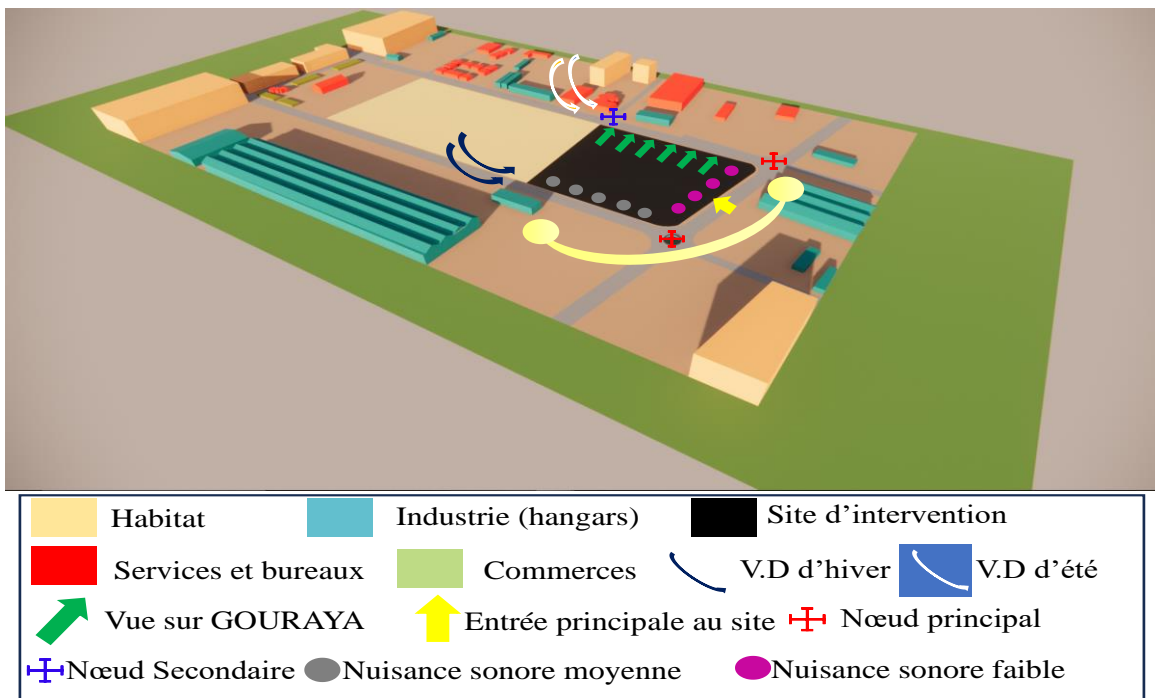 Habitat
Industrie (hangars)
Site d’intervention
Services et bureaux
Commerces
V.D d’hiver
V.D d’été
Vue sur GOURAYA
Entrée principale au site
Nœud principal
Nœud Secondaire
Nuisance sonore moyenne
Nuisance sonore faible